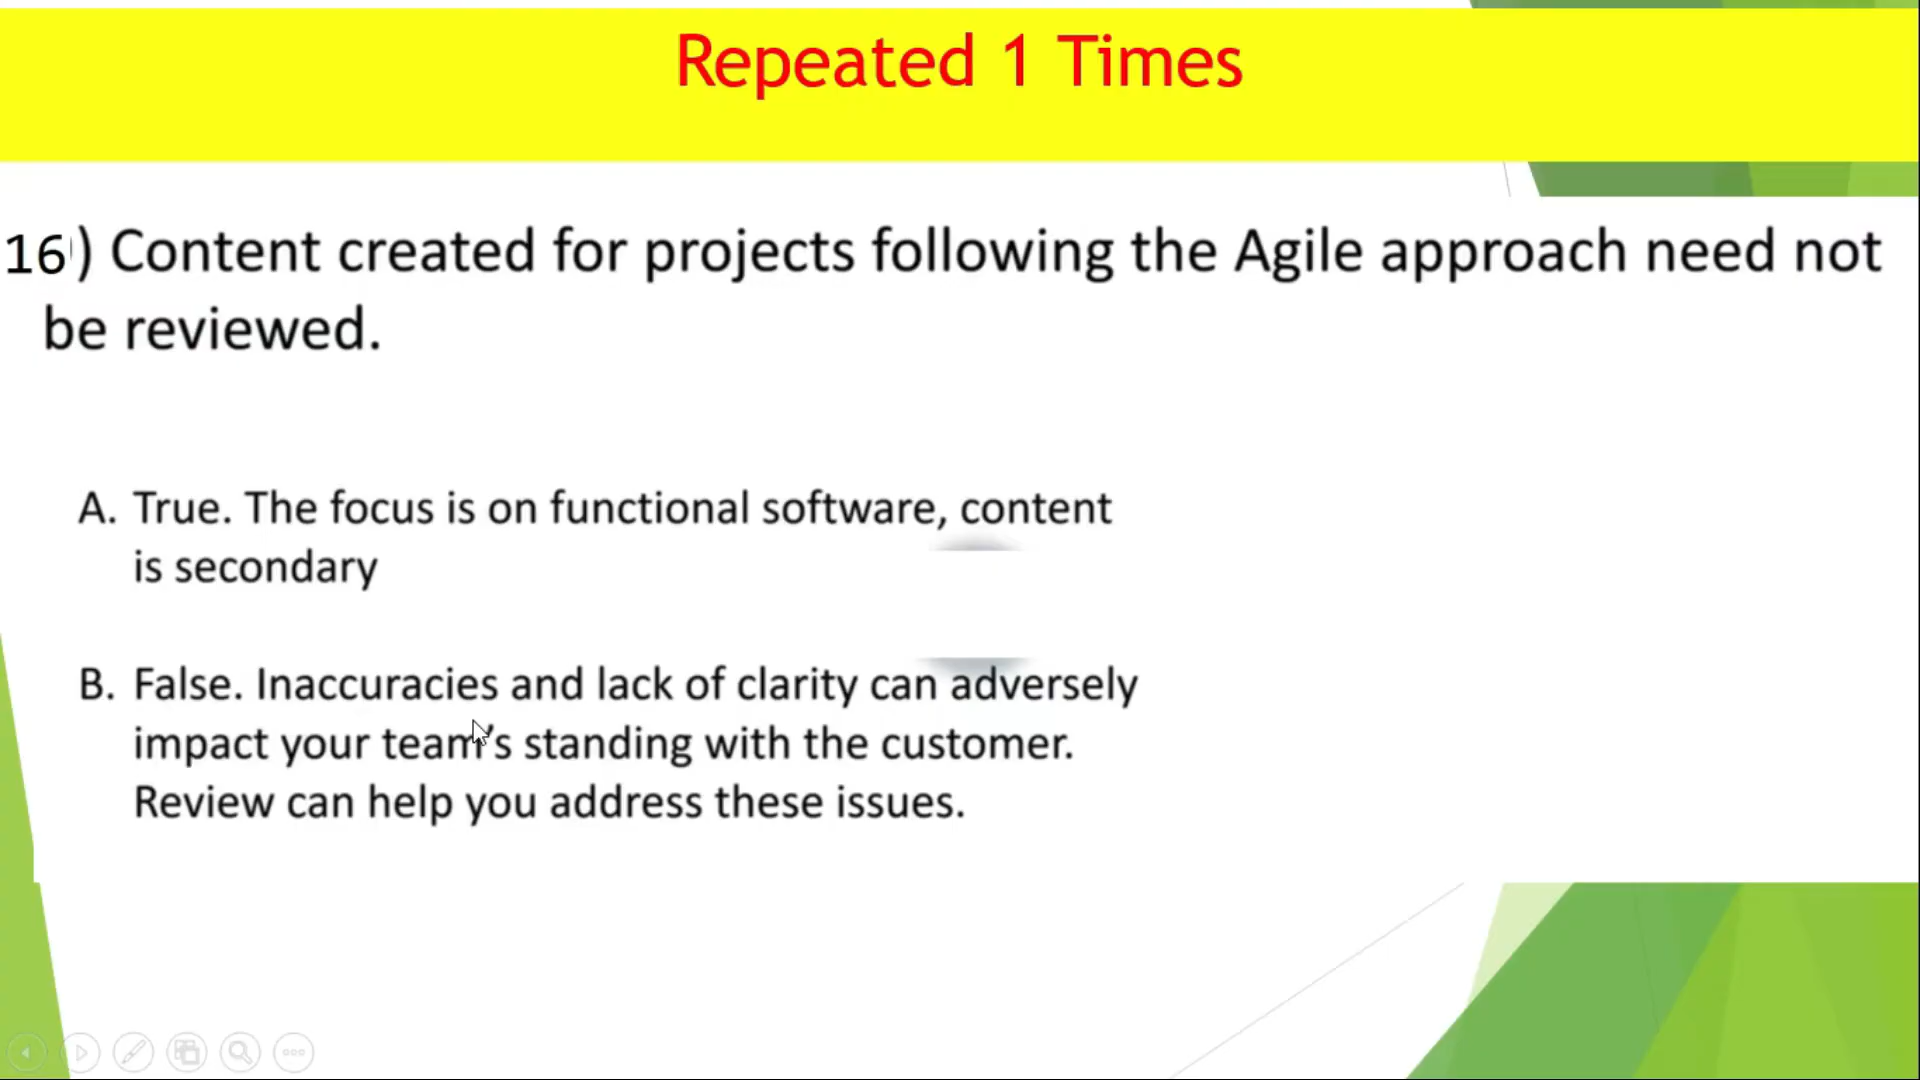 Repeated 1 Times
16) Content created for projects following the Agile approach need not
be reviewed.
A. True. The focus is on functional software, content
is secondary
B. False. Inaccuracies and lack of clarity can adversely
impact your team's standing with the customer.
Review can help you address these issues.